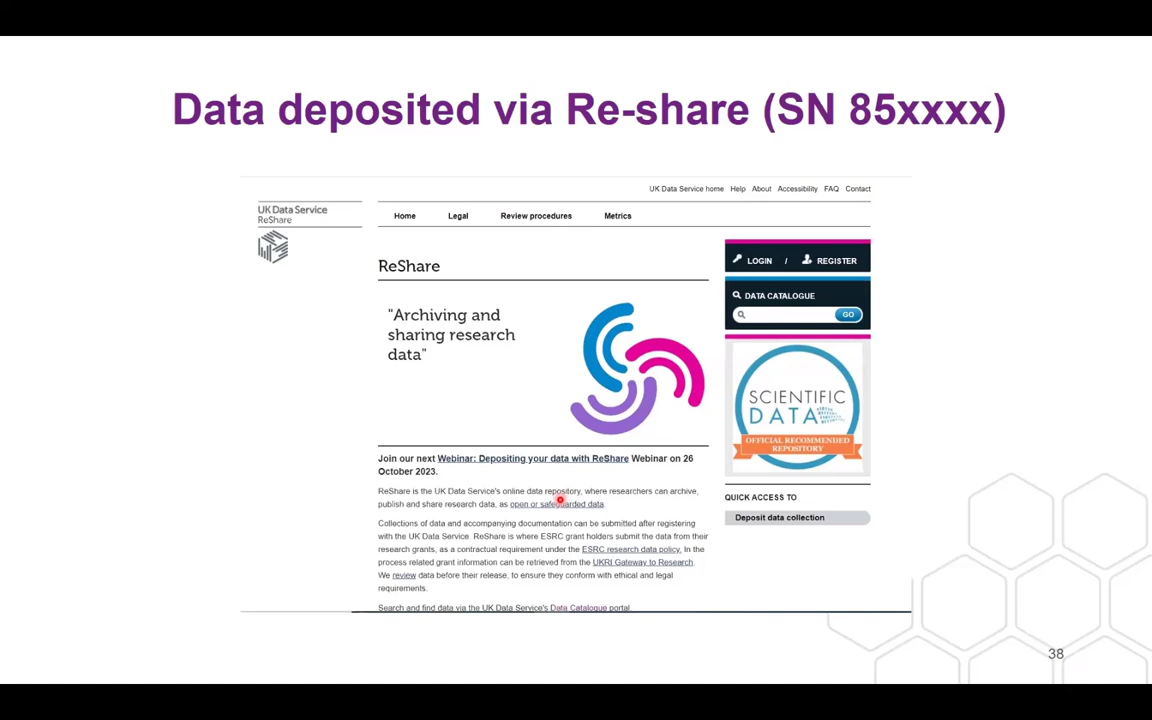 Data deposited via Re-share (SN 85xxxx)
UK Data Service home Help About Accessibility FAQ Contact
UK Data Service
ReShare
Home Legal Review procedures Metrics
LOGIN / REGISTER
ReShare
DATA CATALOGUE
GO
"Archiving and
sharing research
data"
SCIENTIFIC
DATA
OFFICIAL RECOMMENDED
REPOSITORY
Join our next Webinar: Depositing your data with ReShare Webinar on 26
October 2023.
ReShare is the UK Data Service's online data repository, where researchers can archive,
publish and share research data, as open or safeguarded data.
QUICK ACCESS TO
Deposit data collection
Collections of data and accompanying documentation can be submitted after registering
with the UK Data Service. ReShare is where ESRC grant holders submit the data from their
research grants, as a contractual requirement under the ESRC research data policy. In the
process related grant information can be retrieved from the UKRI Gateway to Research.
We review data before their release, to ensure they conform with ethical and legal
requirements.
Search and find data via the UK Data Service's Data Catalogue portal.
38